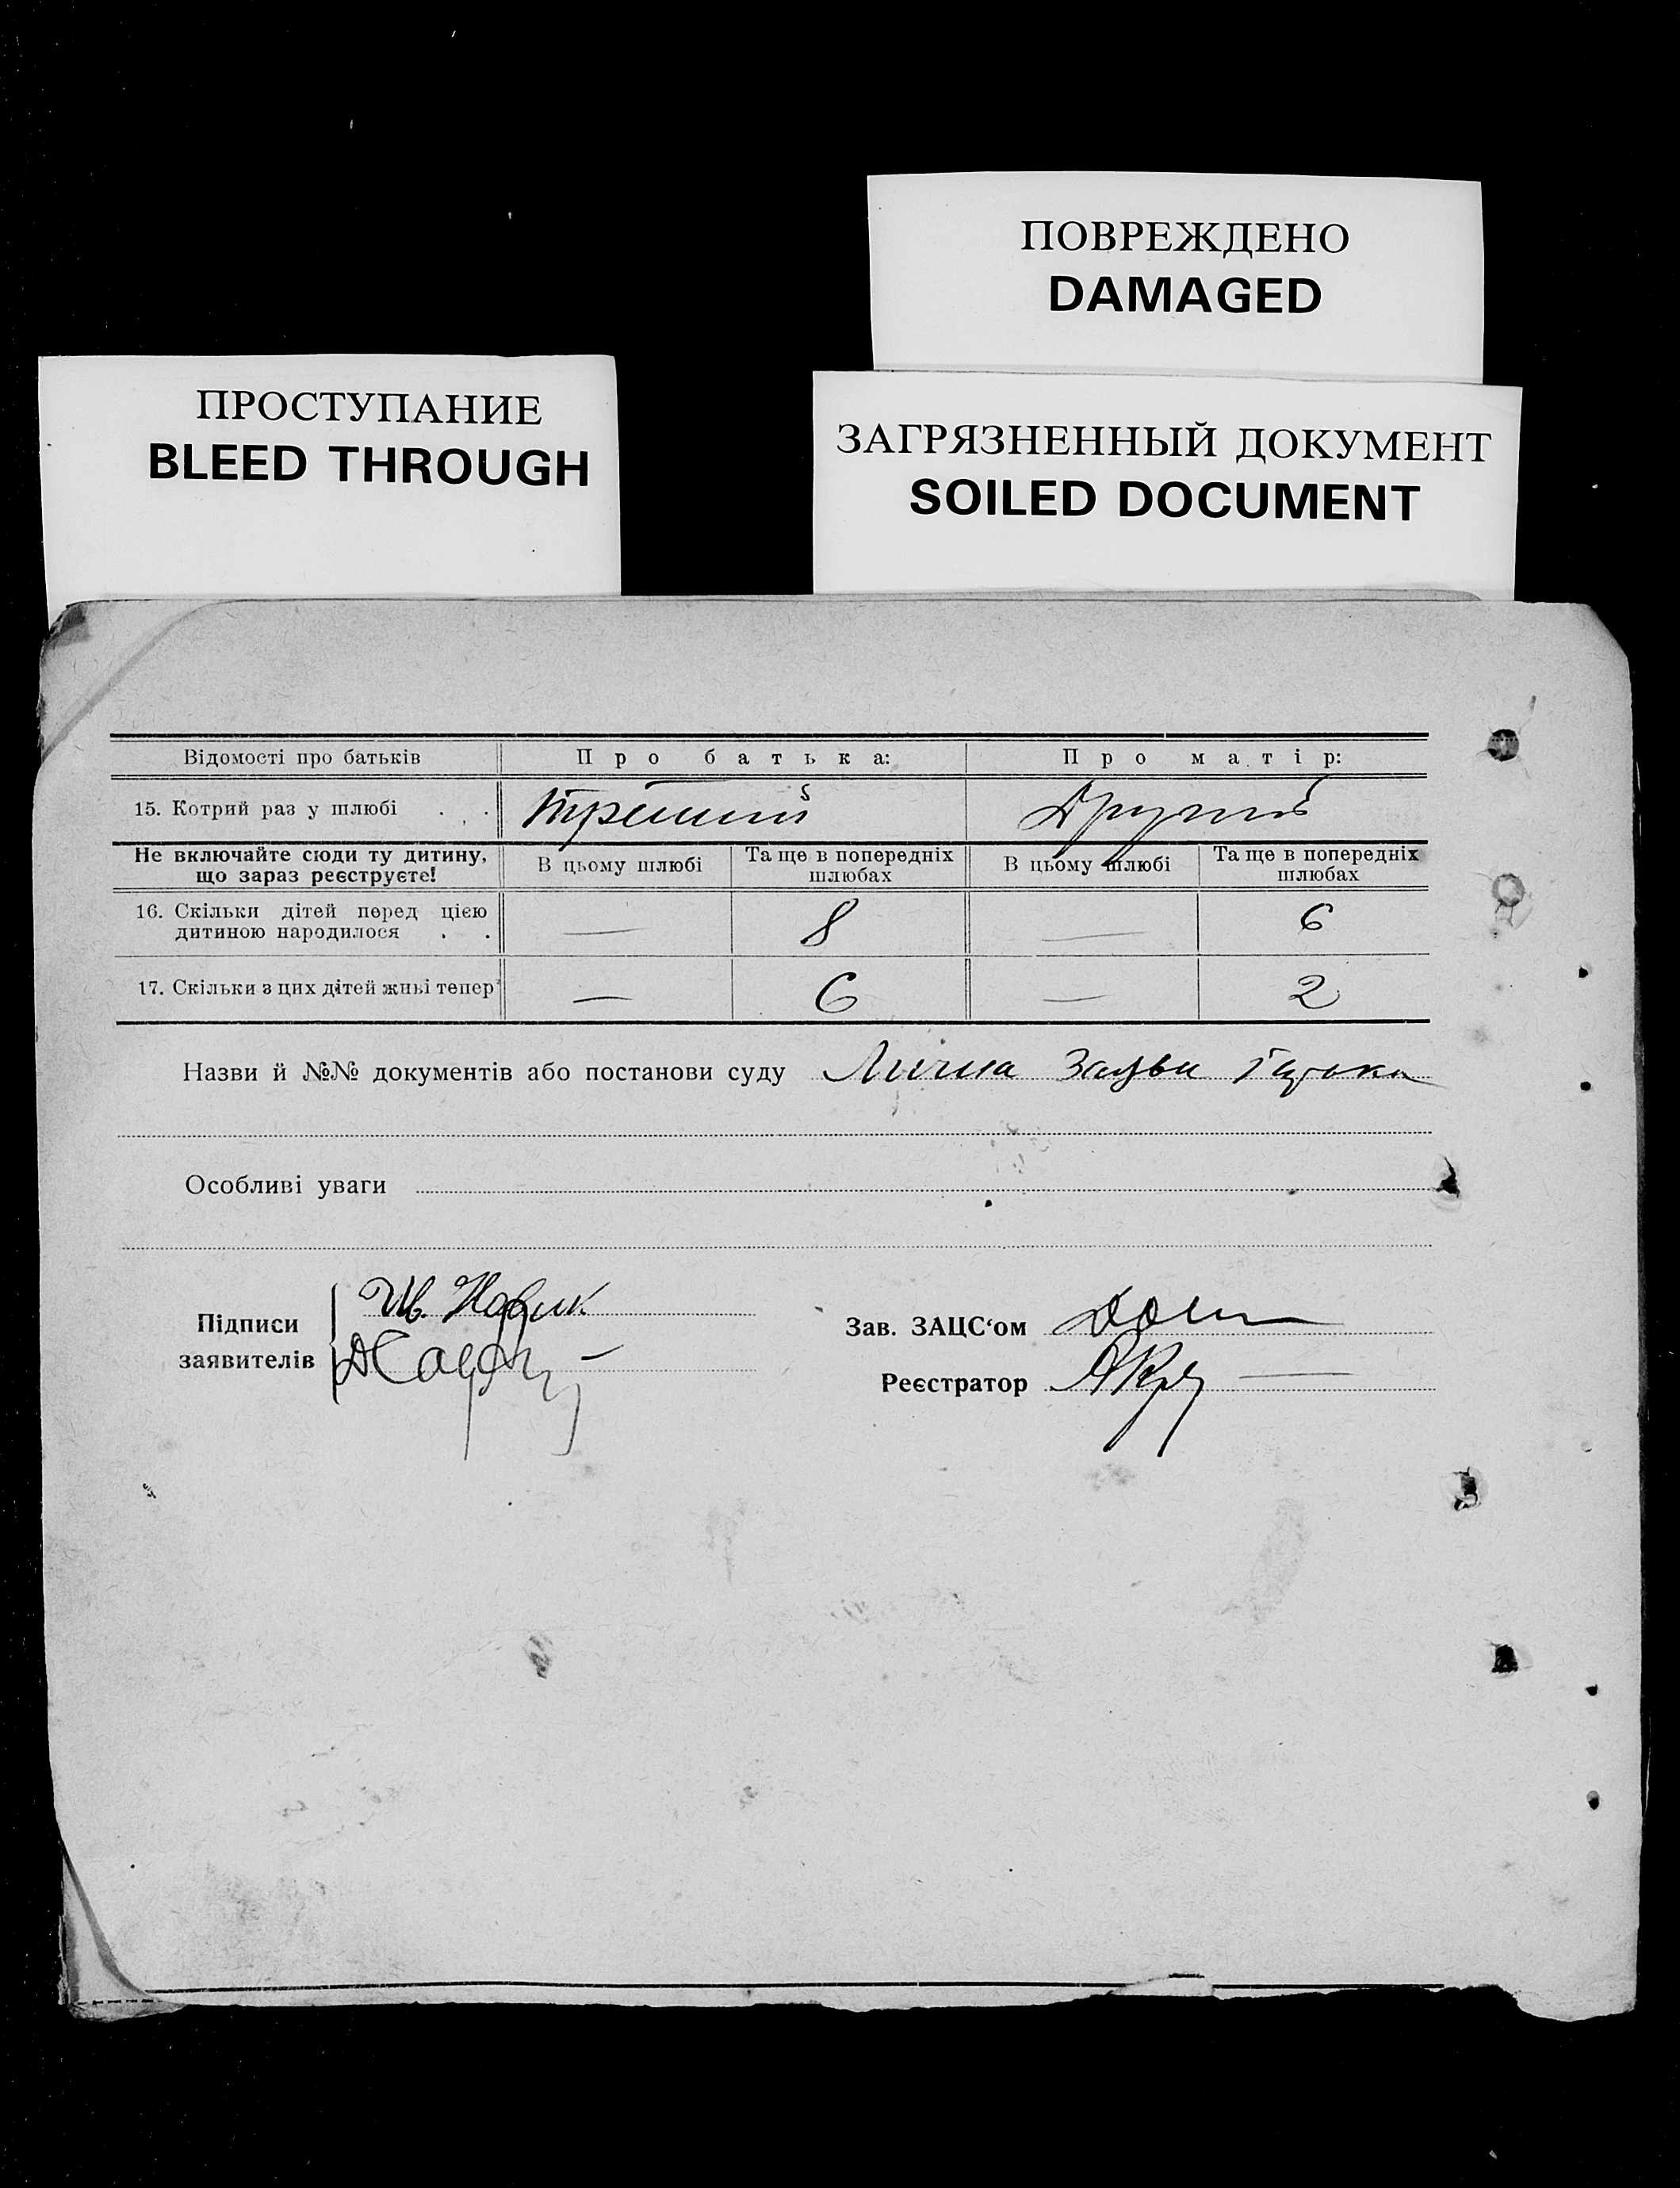 ПОВРЕЖДЕНО
DAMAGED
ПРОСТУПАНИЕ
BLEED THROUGH
ЗАГРЯЗНЕННЫЙ ДОКУМЕНТ
SOILED DOCUMENT
Відомості про батьків Про батька: Про матір:
15. Котрий раз у шлюбі . . третий Другий
Не включайте сюди ту дитину, що зараз реєструєте! В цьому шлюбі Та ще в попередніх шлюбах В цьому шлюбі Та ще в попередніх шлюбах
16. Скільки дітей перед цією
дитиною народилося . . — 8 — 6
17. Скільки з цих дітей живі тепер — 6 — 2
Назви й №№ документів або постанови суду Лична
Особливі уваги
Підписи
заявителів
Зав. ЗАЦС‘ом
Реєстратор